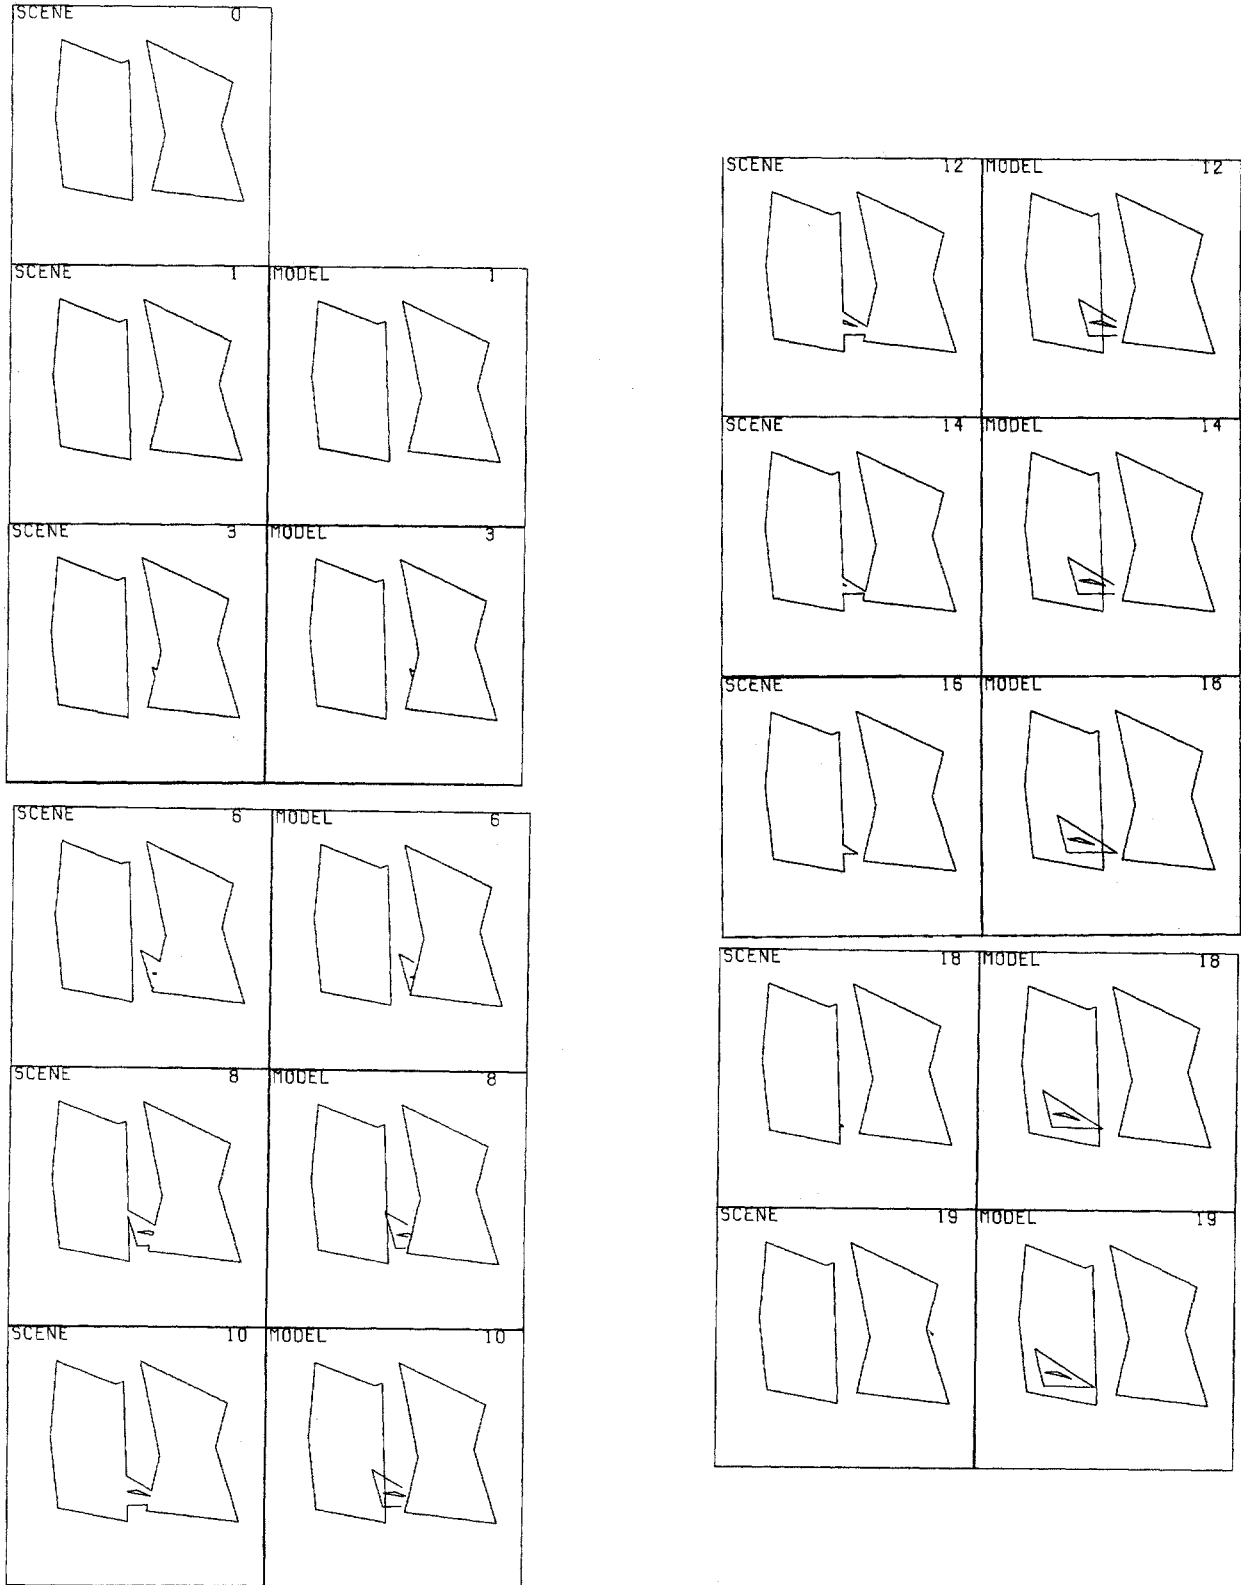 SCENE 0
SCENE 1 MODEL 1
SCENE 3 MODEL 3
SCENE 6 MODEL 6
SCENE 8 MODEL 8
SCENE 10 MODEL 10
SCENE 12 MODEL 12
SCENE 14 MODEL 14
SCENE 16 MODEL 16
SCENE 18 MODEL 18
SCENE 19 MODEL 19